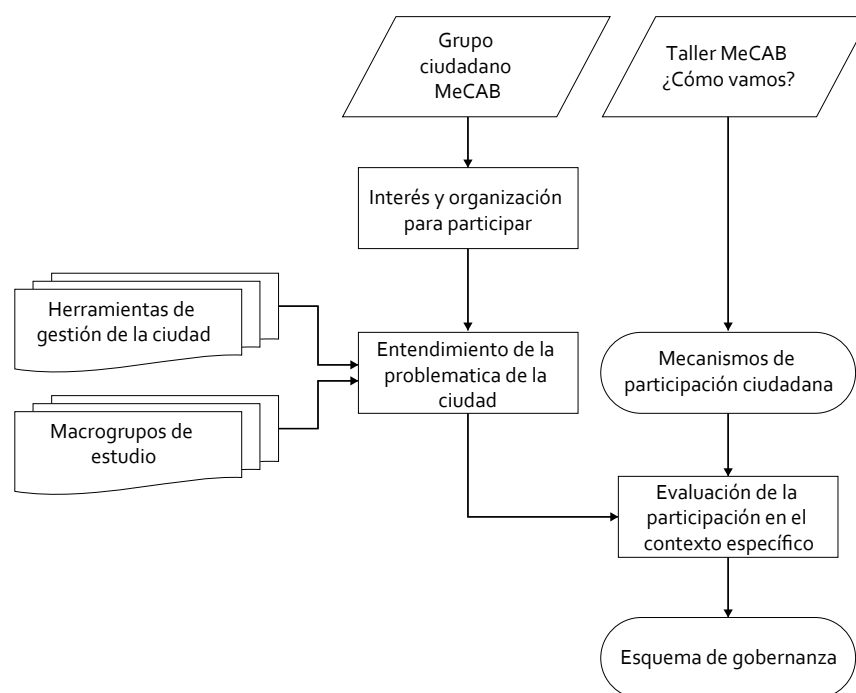 Grupo
ciudadano
MeCAB
Taller MeCAB
¿Cómo vamos?
Interés y organización
para participar
Herramientas de
gestión de la ciudad
Entendimiento de la
problematica de la
ciudad
Mecanismos de
participación ciudadana
Macrogrupos de
estudio
Evaluación de la
participación en el
contexto específico
Esquema de gobernanza